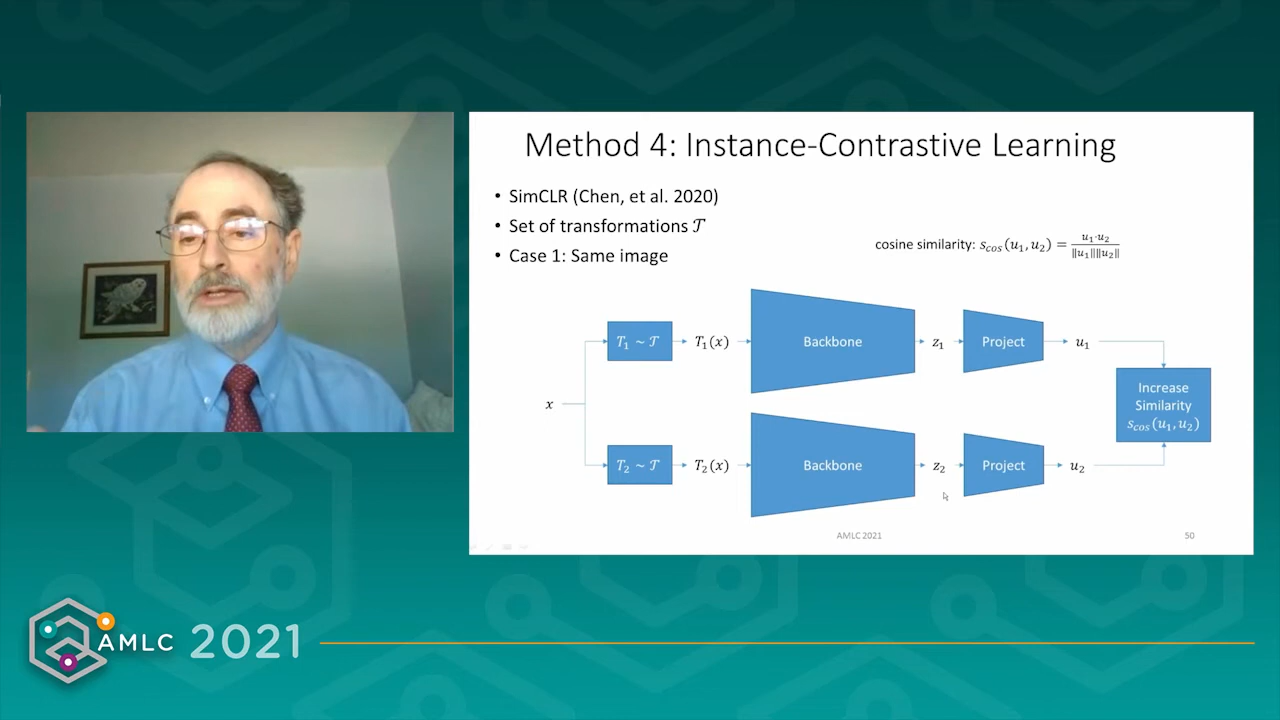 Method 4: Instance-Contrastive Learning
• SimCLR (Chen, et al. 2020)
• Set of transformations 𝒯
• Case 1: Same image
cosine similarity: s_cos(u₁, u₂) = u₁·u₂ / ‖u₁‖‖u₂‖
T₁ ~ 𝒯
T₁(x)
Backbone
z₁
Project
u₁
x
Increase
Similarity
s_cos(u₁, u₂)
T₂ ~ 𝒯
T₂(x)
Backbone
z₂
Project
u₂
AMLC 2021
50
AMLC 2021